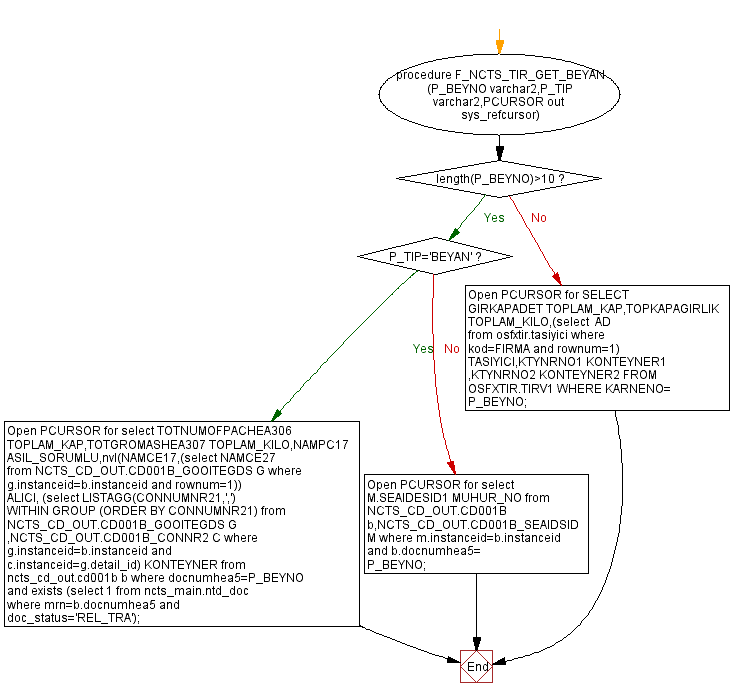 procedure F_NCTS_TIR_GET_BEYAN
(P_BEYNO varchar2,P_TIP
varchar2,PCURSOR out
sys_refcursor)
length(P_BEYNO)>10 ?
Yes
No
P_TIP='BEYAN' ?
Open PCURSOR for SELECT
GIRKAPADET TOPLAM_KAP,TOPKAPAGIRLIK
TOPLAM_KILO,(select AD
from osfxtir.tasiyici where
kod=FIRMA and rownum=1)
TASIYICI,KTYNRNO1 KONTEYNER1
,KTYNRNO2 KONTEYNER2 FROM
OSFXTIR.TIRV1 WHERE KARNENO=
P_BEYNO;
Yes
No
Open PCURSOR for select TOTNUMOFPACHEA306
TOPLAM_KAP,TOTGROMASHEA307 TOPLAM_KILO,NAMPC17
ASIL_SORUMLU,nvl(NAMCE17,(select NAMCE27
from NCTS_CD_OUT.CD001B_GOOITEGDS G where
g.instanceid=b.instanceid and rownum=1))
ALICI, (select LISTAGG(CONNUMNR21,',')
WITHIN GROUP (ORDER BY CONNUMNR21) from
NCTS_CD_OUT.CD001B_GOOITEGDS G
,NCTS_CD_OUT.CD001B_CONNR2 C where
g.instanceid=b.instanceid and
c.instanceid=g.detail_id) KONTEYNER from
ncts_cd_out.cd001b b where docnumhea5=P_BEYNO
and exists (select 1 from ncts_main.ntd_doc
where mrn=b.docnumhea5 and
doc_status='REL_TRA');
Open PCURSOR for select
M.SEAIDESID1 MUHUR_NO from
NCTS_CD_OUT.CD001B
b,NCTS_CD_OUT.CD001B_SEAIDSID
M where m.instanceid=b.instanceid
and b.docnumhea5=
P_BEYNO;
End